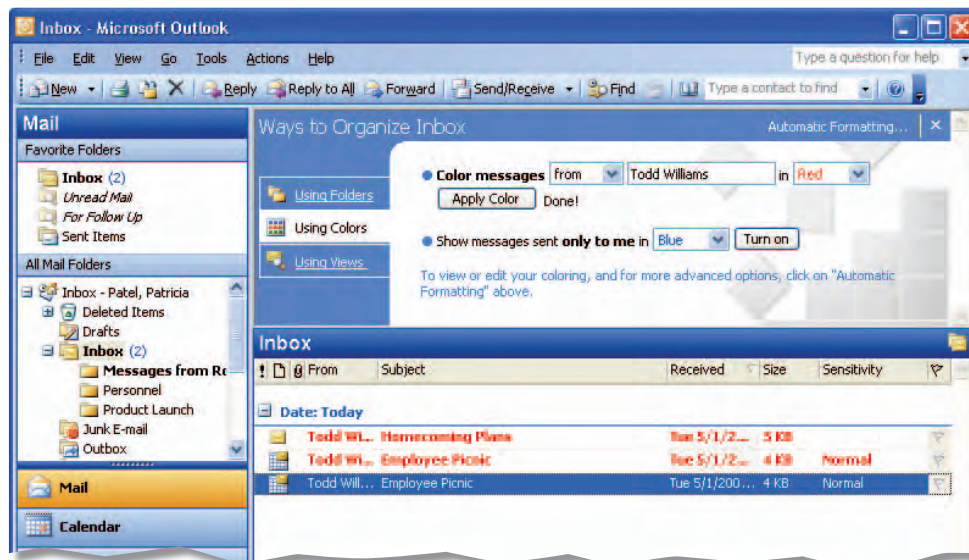 Inbox - Microsoft Outlook
File Edit View Go Tools Actions Help Type a question for help
New Reply Reply to All Forward Send/Receive Find Type a contact to find
Mail
Favorite Folders
Inbox (2)
Unread Mail
For Follow Up
Sent Items
All Mail Folders
Inbox - Patel, Patricia
Deleted Items
Drafts
Inbox (2)
Messages from Ro
Personnel
Product Launch
Junk E-mail
Outbox
Mail
Calendar
Ways to Organize Inbox Automatic Formatting...
Using Folders
Using Colors
Using Views
Color messages from Todd Williams in Red
Apply Color Done!
Show messages sent only to me in Blue Turn on
To view or edit your coloring, and for more advanced options, click on "Automatic
Formatting" above.
Inbox
! From Subject Received Size Sensitivity
Date: Today
Todd Wi... Homecoming Plans Tue 5/1/2... 5 KB
Todd Wi... Employee Picnic Tue 5/1/2... 4 KB Normal
Todd Will... Employee Picnic Tue 5/1/200... 4 KB Normal